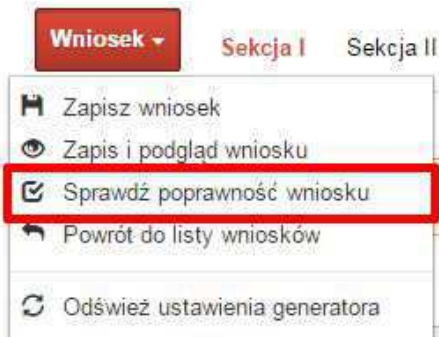 Wniosek Sekcja I Sekcja II
Zapisz wniosek
Zapis i podgląd wniosku
Sprawdź poprawność wniosku
Powrót do listy wniosków
Odśwież ustawienia generatora